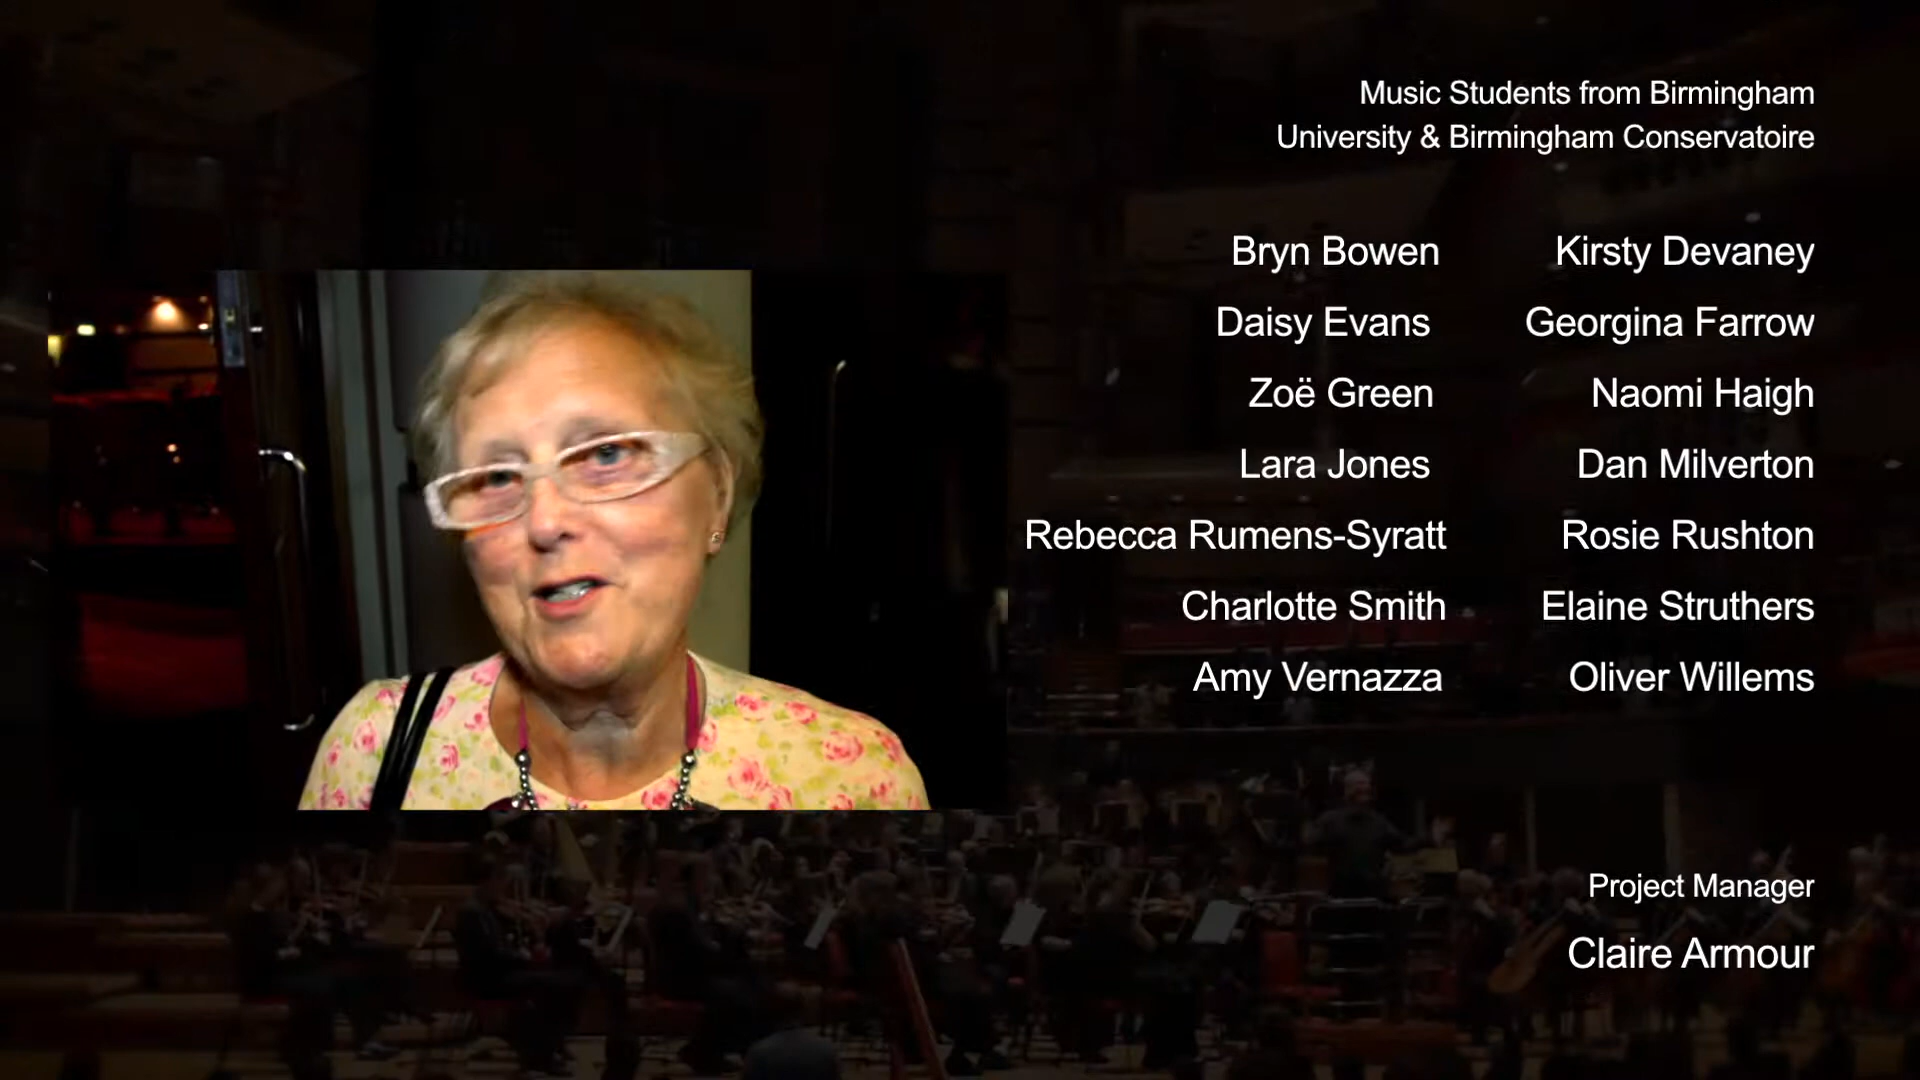 Music Students from Birmingham
University & Birmingham Conservatoire
Bryn Bowen Kirsty Devaney
Daisy Evans Georgina Farrow
Zoë Green Naomi Haigh
Lara Jones Dan Milverton
Rebecca Rumens-Syratt Rosie Rushton
Charlotte Smith Elaine Struthers
Amy Vernazza Oliver Willems
Project Manager
Claire Armour